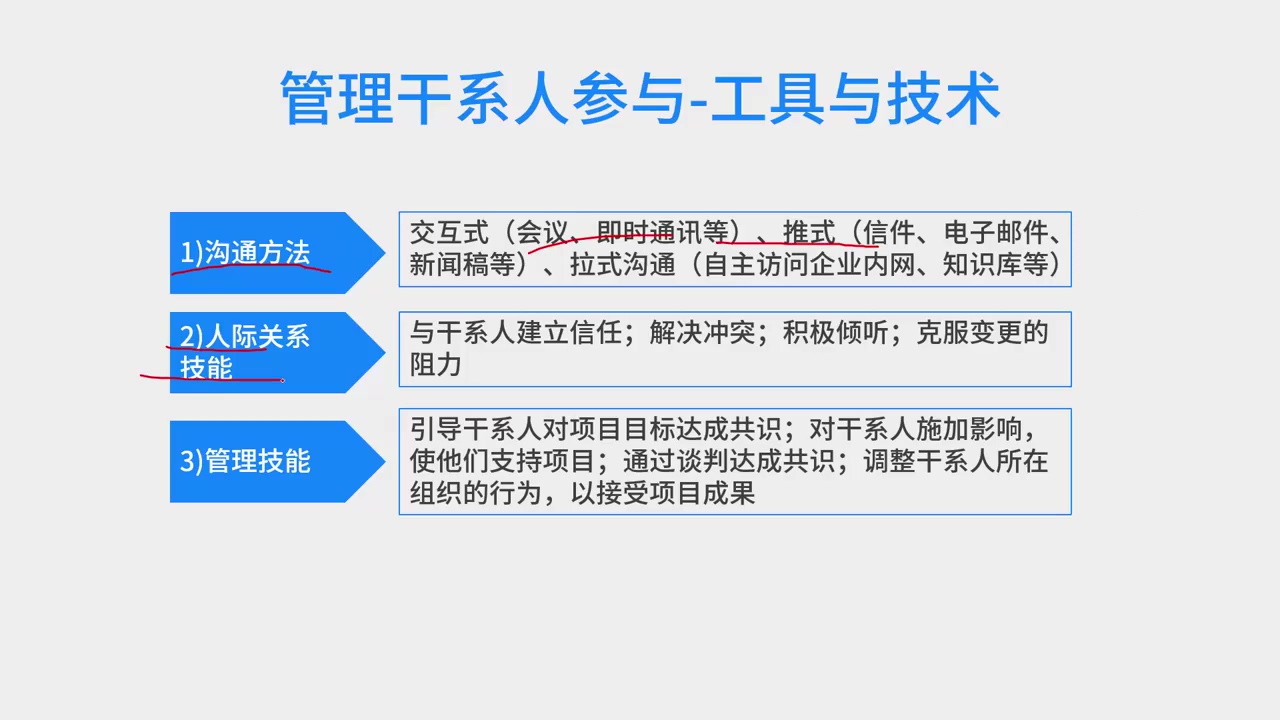 管理干系人参与-工具与技术
1)沟通方法
交互式（会议、即时通讯等）、推式（信件、电子邮件、
新闻稿等）、拉式沟通（自主访问企业内网、知识库等）
2)人际关系
技能
与干系人建立信任；解决冲突；积极倾听；克服变更的
阻力
3)管理技能
引导干系人对项目目标达成共识；对干系人施加影响，
使他们支持项目；通过谈判达成共识；调整干系人所在
组织的行为，以接受项目成果